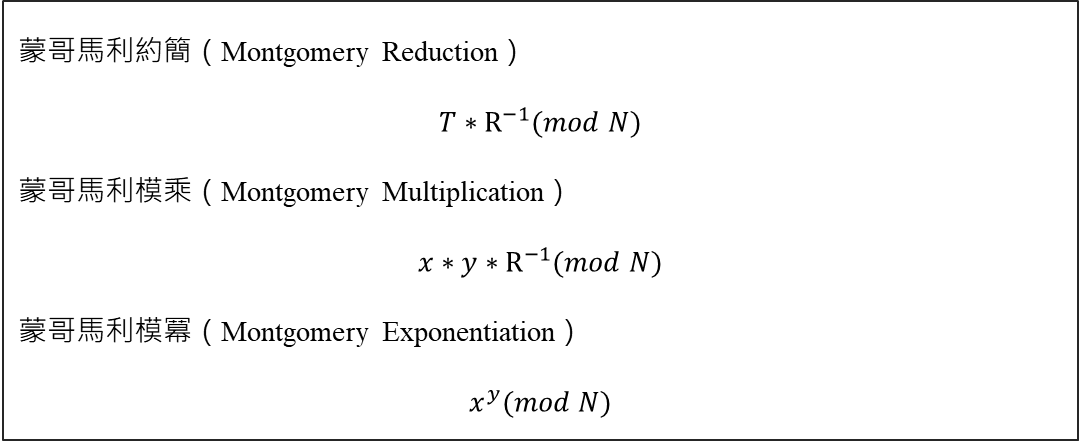 蒙哥馬利約簡（Montgomery Reduction）
T ∗ R⁻¹(mod N)
蒙哥馬利模乘（Montgomery Multiplication）
x ∗ y ∗ R⁻¹(mod N)
蒙哥馬利模冪（Montgomery Exponentiation）
xʸ(mod N)